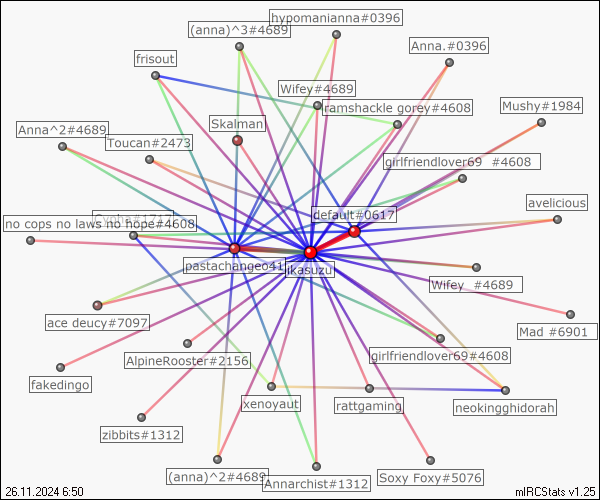 hypomanianna#0396
(anna)^3#4689
Anna.#0396
frisout
Wifey#4689
ramshackle gorey#4608
Mushy#1984
Skalman
Anna^2#4689
Toucan#2473
girlfriendlover69 #4608
avelicious
default#0617
no cops no laws no hope#4608
pastachangeo41
jkasuzu
Wifey #4689
ace deucy#7097
Mad #6901
AlpineRooster#2156
girlfriendlover69#4608
fakedingo
xenoyaut
rattgaming
neokingghidorah
zibbits#1312
(anna)^2#4689
Annarchist#1312
Soxy Foxy#5076
26.11.2024 6:50
mIRCStats v1.25